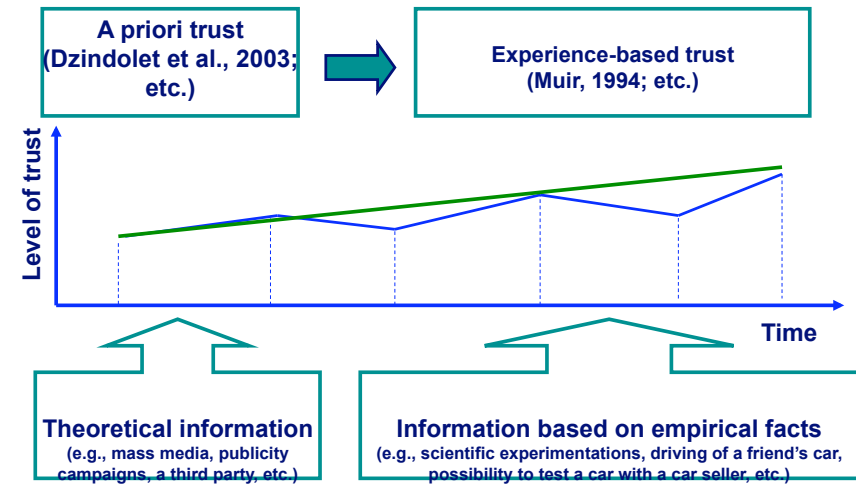 A priori trust
(Dzindolet et al., 2003;
etc.)
Experience-based trust
(Muir, 1994; etc.)
Level of trust
Time
Theoretical information
(e.g., mass media, publicity
campaigns, a third party, etc.)
Information based on empirical facts
(e.g., scientific experimentations, driving of a friend's car,
possibility to test a car with a car seller, etc.)